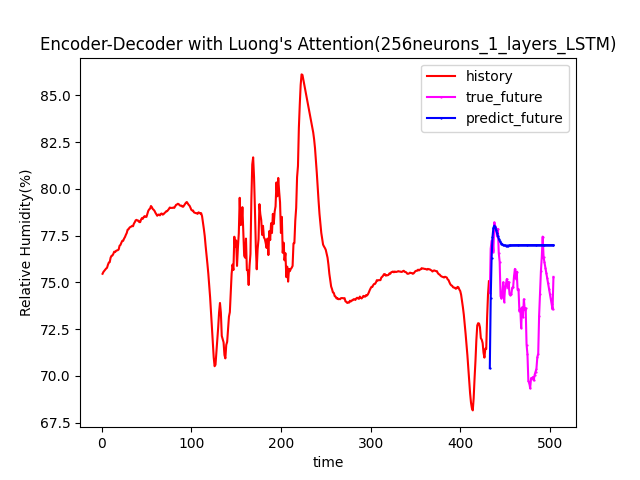 Encoder-Decoder with Luong's Attention(256neurons_1_layers_LSTM)
history
true_future
predict_future
85.0
82.5
80.0
77.5
75.0
72.5
70.0
67.5
Relative Humidity(%)
0 100 200 300 400 500
time